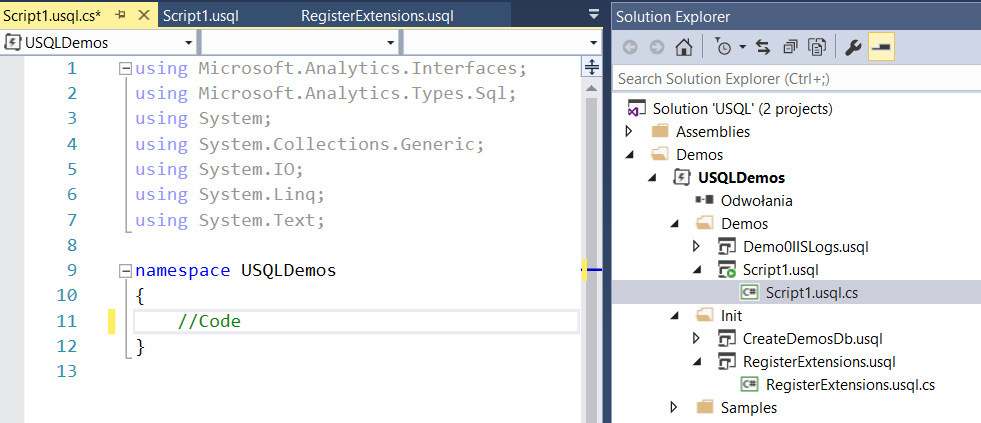 Script1.usql.cs*
Script1.usql
RegisterExtensions.usql
USQLDemos
1 using Microsoft.Analytics.Interfaces;
2 using Microsoft.Analytics.Types.Sql;
3 using System;
4 using System.Collections.Generic;
5 using System.IO;
6 using System.Linq;
7 using System.Text;
8
9 namespace USQLDemos
10 {
11 //Code
12 }
13
Solution Explorer
Search Solution Explorer (Ctrl+;)
Solution 'USQL' (2 projects)
Assemblies
Demos
USQLDemos
Odwołania
Demos
Demo0IISLogs.usql
Script1.usql
C# Script1.usql.cs
Init
CreateDemosDb.usql
RegisterExtensions.usql
C# RegisterExtensions.usql.cs
Samples